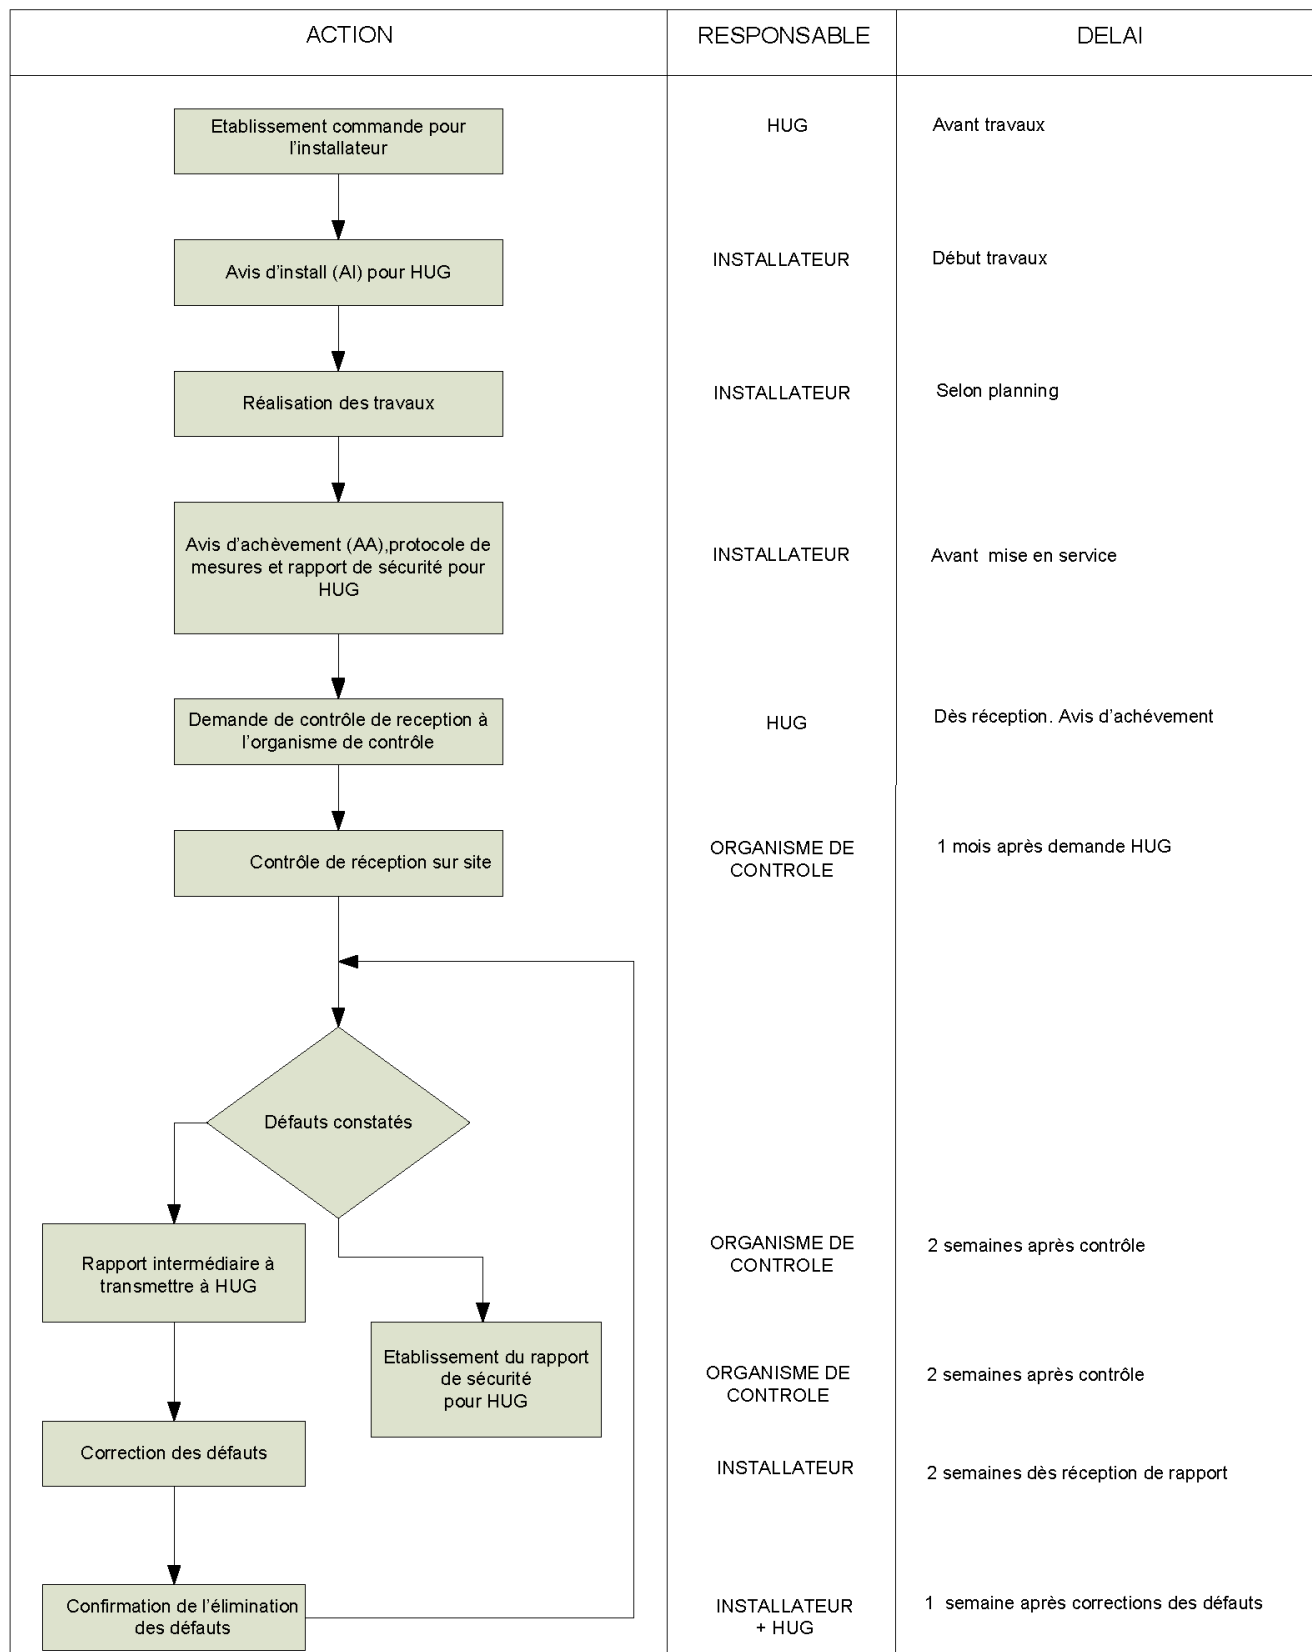 ACTION
RESPONSABLE
DELAI
Etablissement commande pour
l'installateur
HUG
Avant travaux
Avis d'install (AI) pour HUG
INSTALLATEUR
Début travaux
Réalisation des travaux
INSTALLATEUR
Selon planning
Avis d'achèvement (AA),protocole de
mesures et rapport de sécurité pour
HUG
INSTALLATEUR
Avant mise en service
Demande de contrôle de reception à
l'organisme de contrôle
HUG
Dès réception. Avis d'achévement
Contrôle de réception sur site
ORGANISME DE
CONTROLE
1 mois après demande HUG
Défauts constatés
Rapport intermédiaire à
transmettre à HUG
ORGANISME DE
CONTROLE
2 semaines après contrôle
Etablissement du rapport
de sécurité
pour HUG
ORGANISME DE
CONTROLE
2 semaines après contrôle
Correction des défauts
INSTALLATEUR
2 semaines dès réception de rapport
Confirmation de l'élimination
des défauts
INSTALLATEUR
+ HUG
1 semaine après corrections des défauts